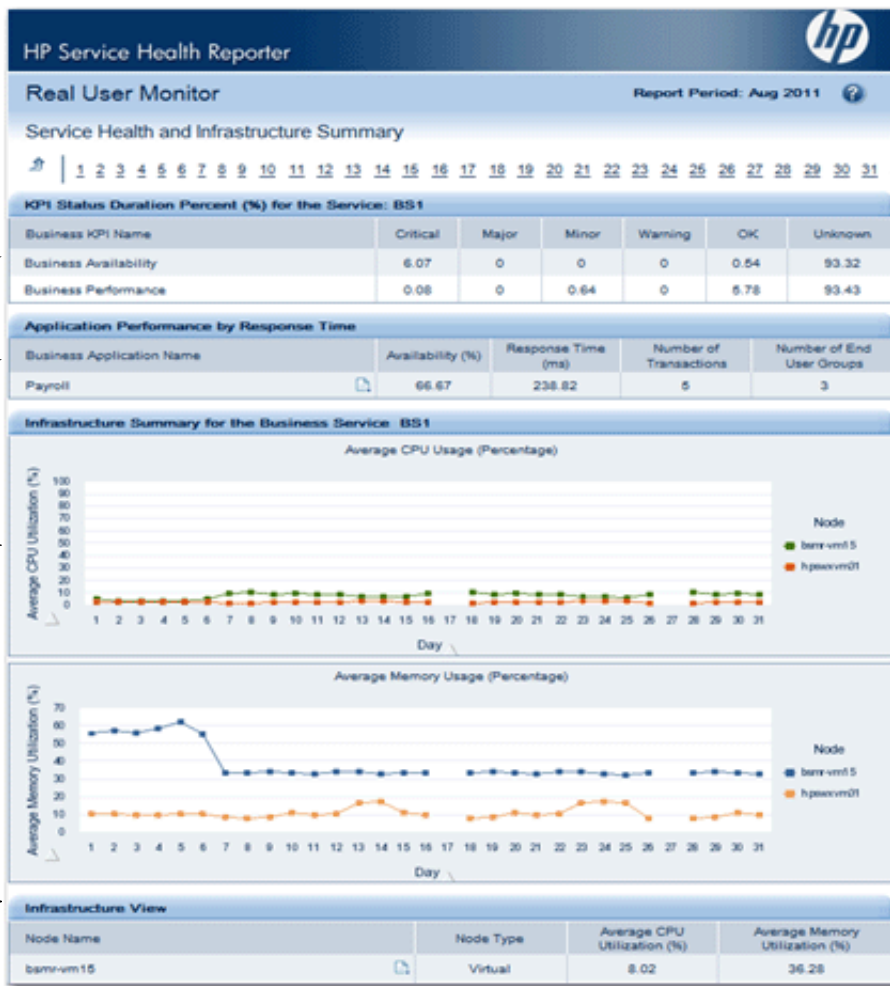 hp
HP Service Health Reporter
Real User Monitor
Report Period: Aug 2011 ?
Service Health and Infrastructure Summary
1 2 3 4 5 6 7 8 9 10 11 12 13 14 15 16 17 18 19 20 21 22 23 24 25 26 27 28 29 30 31
KPI Status Duration Percent (%) for the Service: BS1
Business KPI Name Critical Major Minor Warning OK Unknown
Business Availability 6.07 0 0 0 0.54 93.32
Business Performance 0.08 0 0.64 0 5.78 93.43
Application Performance by Response Time
Business Application Name Availability (%) Response Time (ms) Number of Transactions Number of End User Groups
Payroll 66.67 238.82 5 3
Infrastructure Summary for the Business Service BS1
Average CPU Usage (Percentage)
Average CPU Utilization (%)
100
90
80
70
60
50
40
30
20
10
0
1 2 3 4 5 6 7 8 9 10 11 12 13 14 15 16 17 18 19 20 21 22 23 24 25 26 27 28 29 30 31
Day
Node
bsmr-vm15
Average Memory Usage (Percentage)
Average Memory Utilization (%)
70
60
50
40
30
20
10
0
1 2 3 4 5 6 7 8 9 10 11 12 13 14 15 16 17 18 19 20 21 22 23 24 25 26 27 28 29 30 31
Day
Node
bsmr-vm15
Infrastructure View
Node Name Node Type Average CPU Utilization (%) Average Memory Utilization (%)
bsmr-vm15 Virtual 8.02 36.28